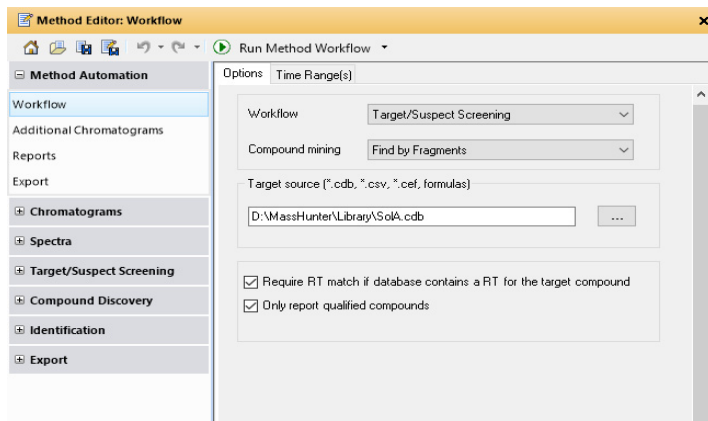 Method Editor: Workflow
Run Method Workflow
Method Automation
Workflow
Additional Chromatograms
Reports
Export
Chromatograms
Spectra
Target/Suspect Screening
Compound Discovery
Identification
Export
Options Time Range(s)
Workflow Target/Suspect Screening
Compound mining Find by Fragments
Target source (*.cdb, *.csv, *.cef, formulas)
D:\MassHunter\Library\SolA.cdb ...
Require RT match if database contains a RT for the target compound
Only report qualified compounds